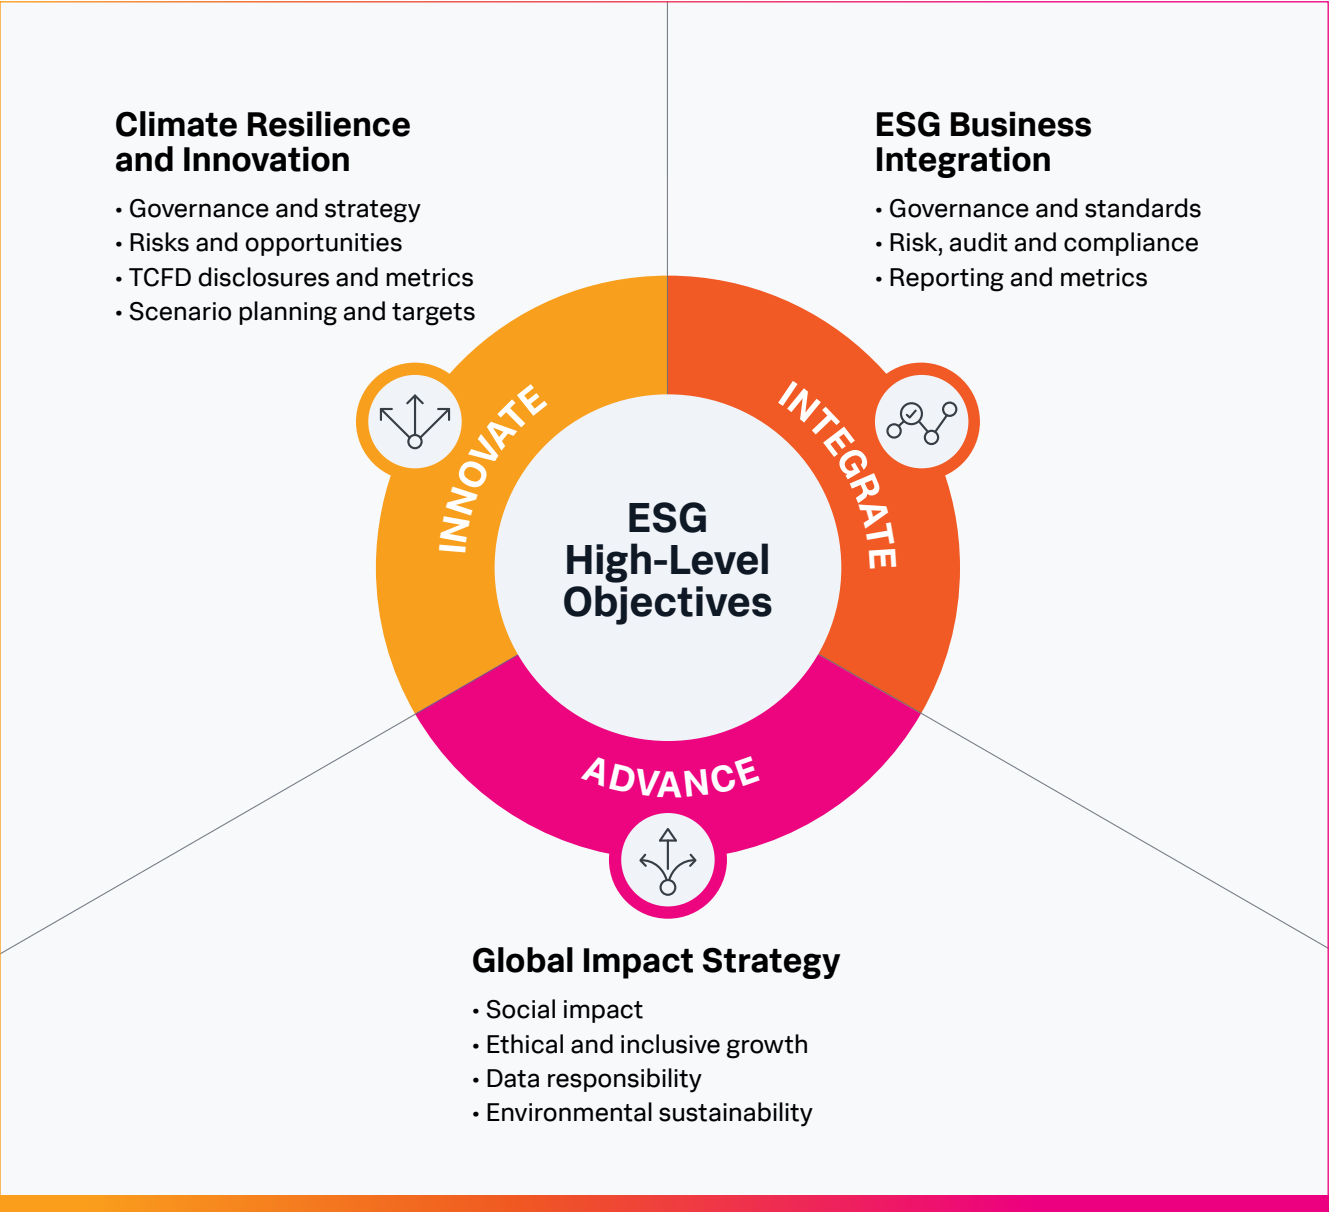 Climate Resilience
and Innovation
• Governance and strategy
• Risks and opportunities
• TCFD disclosures and metrics
• Scenario planning and targets
ESG Business
Integration
• Governance and standards
• Risk, audit and compliance
• Reporting and metrics
INNOVATE
INTEGRATE
ESG
High-Level
Objectives
ADVANCE
Global Impact Strategy
• Social impact
• Ethical and inclusive growth
• Data responsibility
• Environmental sustainability